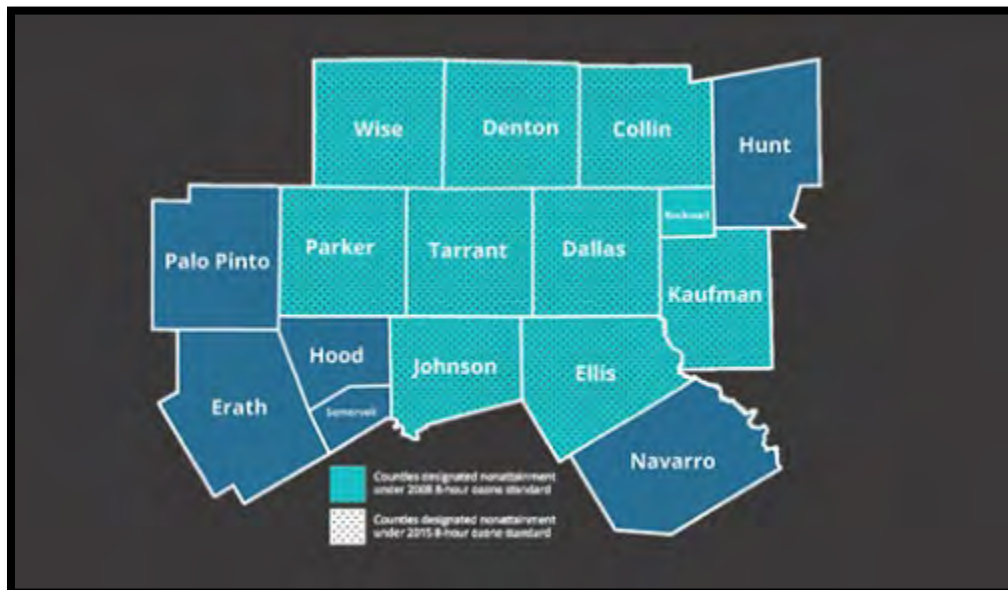 Wise
Denton
Collin
Hunt
Rockwall
Palo Pinto
Parker
Tarrant
Dallas
Kaufman
Hood
Johnson
Ellis
Erath
Somervell
Navarro
Counties designated nonattainment
under 2008 8-hour ozone standard
Counties designated nonattainment
under 2015 8-hour ozone standard